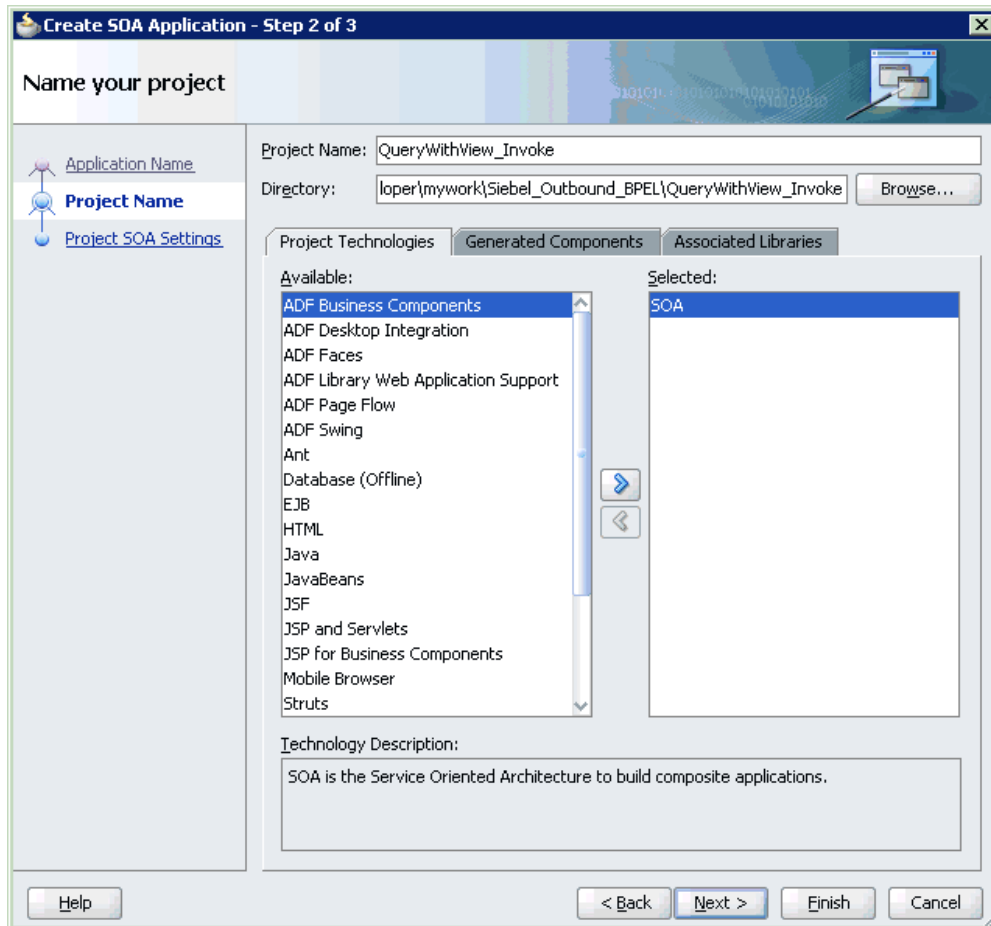 Create SOA Application - Step 2 of 3
Name your project
Application Name
Project Name
Project SOA Settings
Project Name: QueryWithView_Invoke
Directory: loper\mywork\Siebel_Outbound_BPEL\QueryWithView_Invoke Browse...
Project Technologies Generated Components Associated Libraries
Available:
ADF Business Components
ADF Desktop Integration
ADF Faces
ADF Library Web Application Support
ADF Page Flow
ADF Swing
Ant
Database (Offline)
EJB
HTML
Java
JavaBeans
JSF
JSP and Servlets
JSP for Business Components
Mobile Browser
Struts
Selected:
SOA
Technology Description:
SOA is the Service Oriented Architecture to build composite applications.
Help < Back Next > Finish Cancel